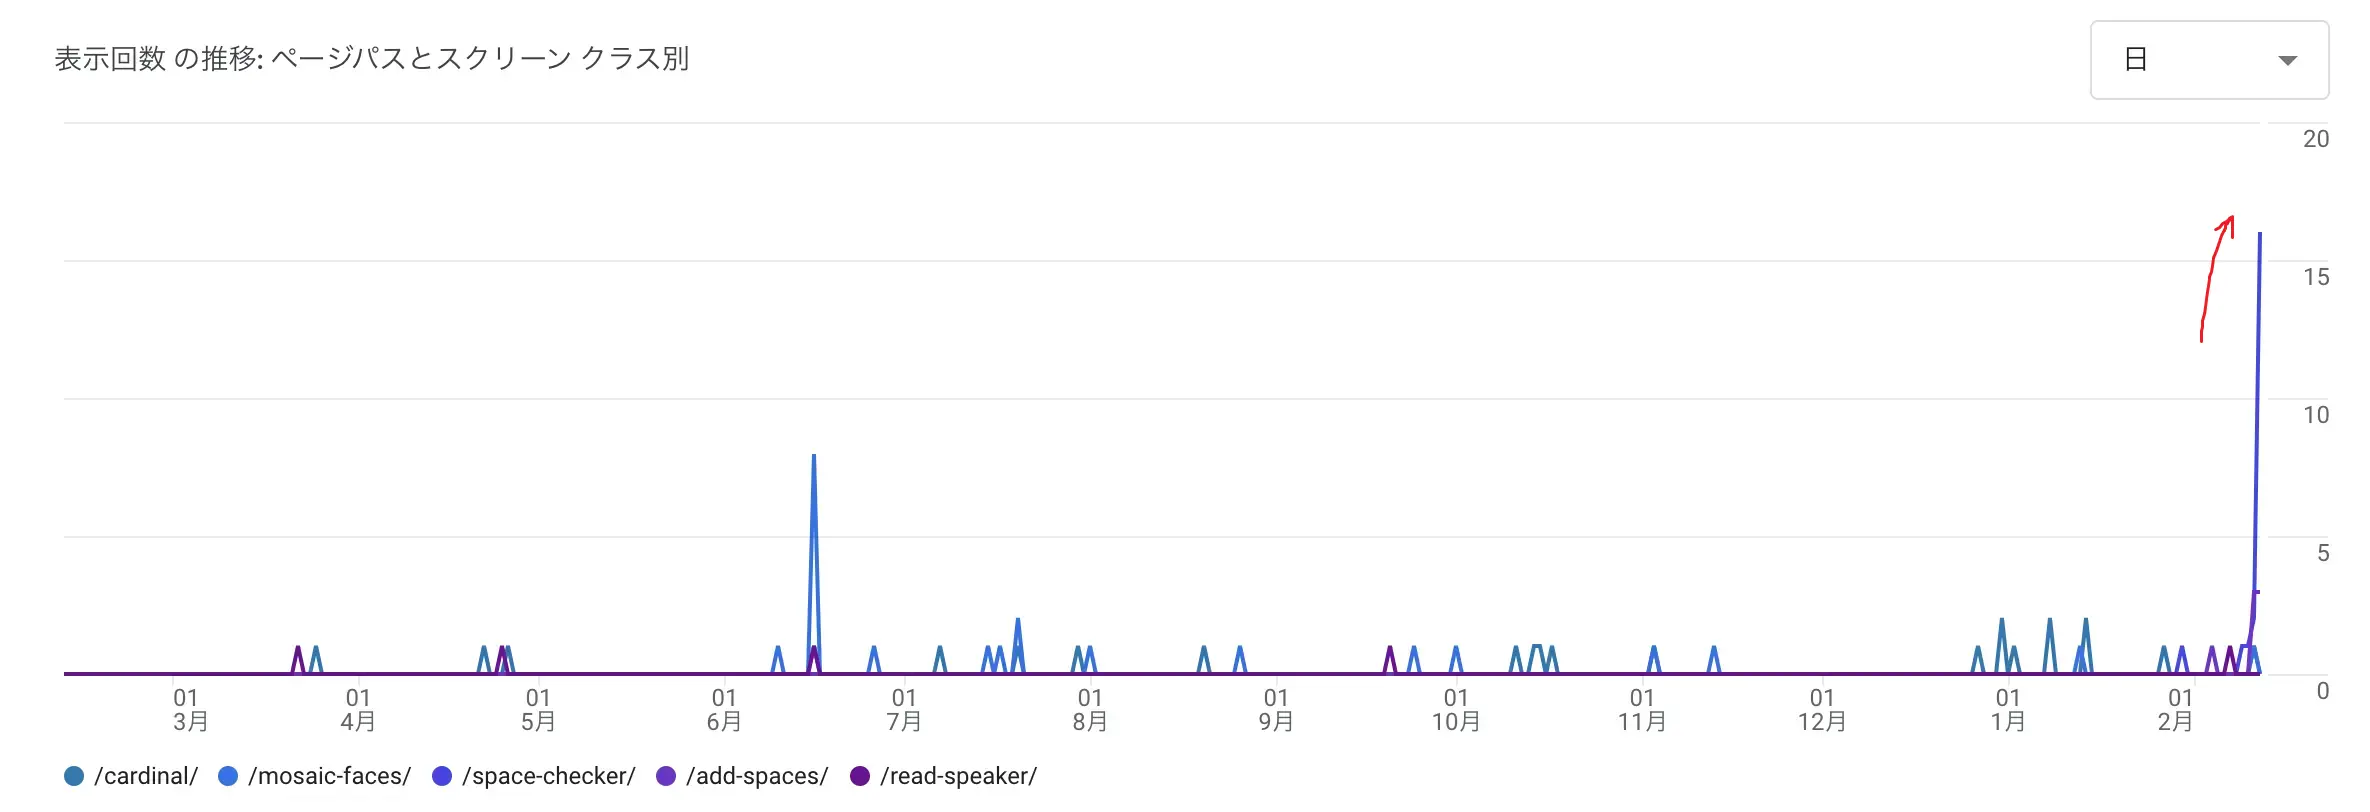 表示回数 の推移: ページパスとスクリーン クラス別
日
20
15
10
5
0
01 01 01 01 01 01 01 01 01 01 01 01
3月 4月 5月 6月 7月 8月 9月 10月 11月 12月 1月 2月
/cardinal/ /mosaic-faces/ /space-checker/ /add-spaces/ /read-speaker/